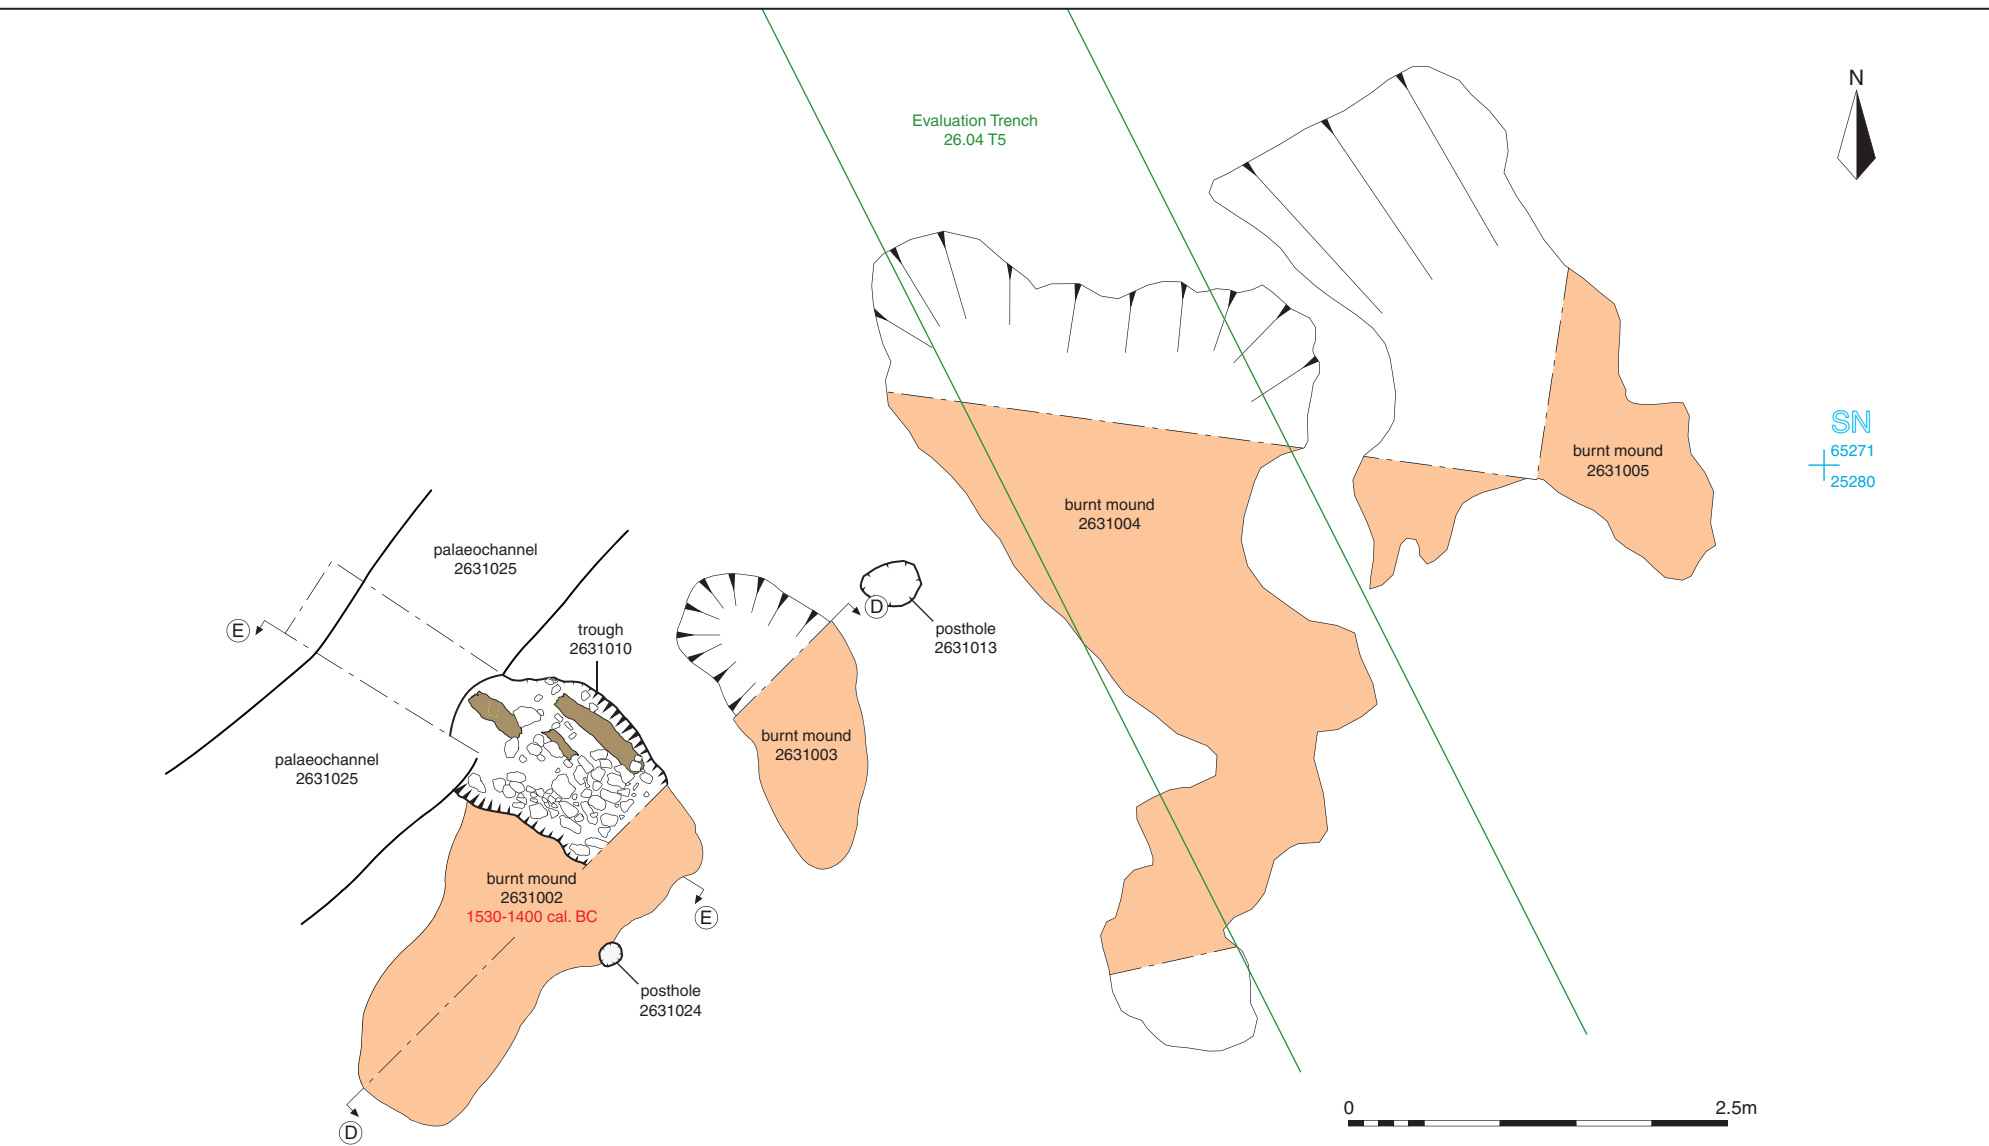 N
Evaluation Trench
26.04 T5
SN
65271
25280
burnt mound
2631005
burnt mound
2631004
palaeochannel
2631025
E
trough
2631010
D
posthole
2631013
burnt mound
2631003
palaeochannel
2631025
burnt mound
2631002
1530-1400 cal. BC
E
posthole
2631024
D
0 2.5m